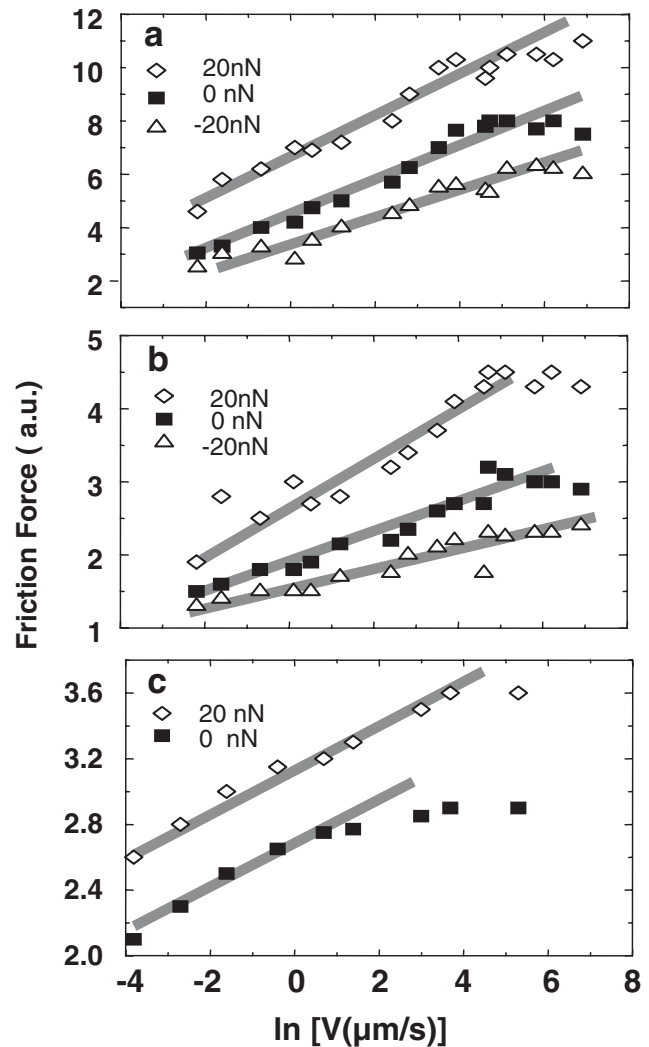 12
10
8
6
4
2
a
20nN
0 nN
-20nN
5
4
3
2
1
b
20nN
0 nN
-20nN
Friction Force ( a.u.)
3.6
3.2
2.8
2.4
2.0
c
20 nN
0 nN
-4 -2 0 2 4 6 8
ln [V(μm/s)]